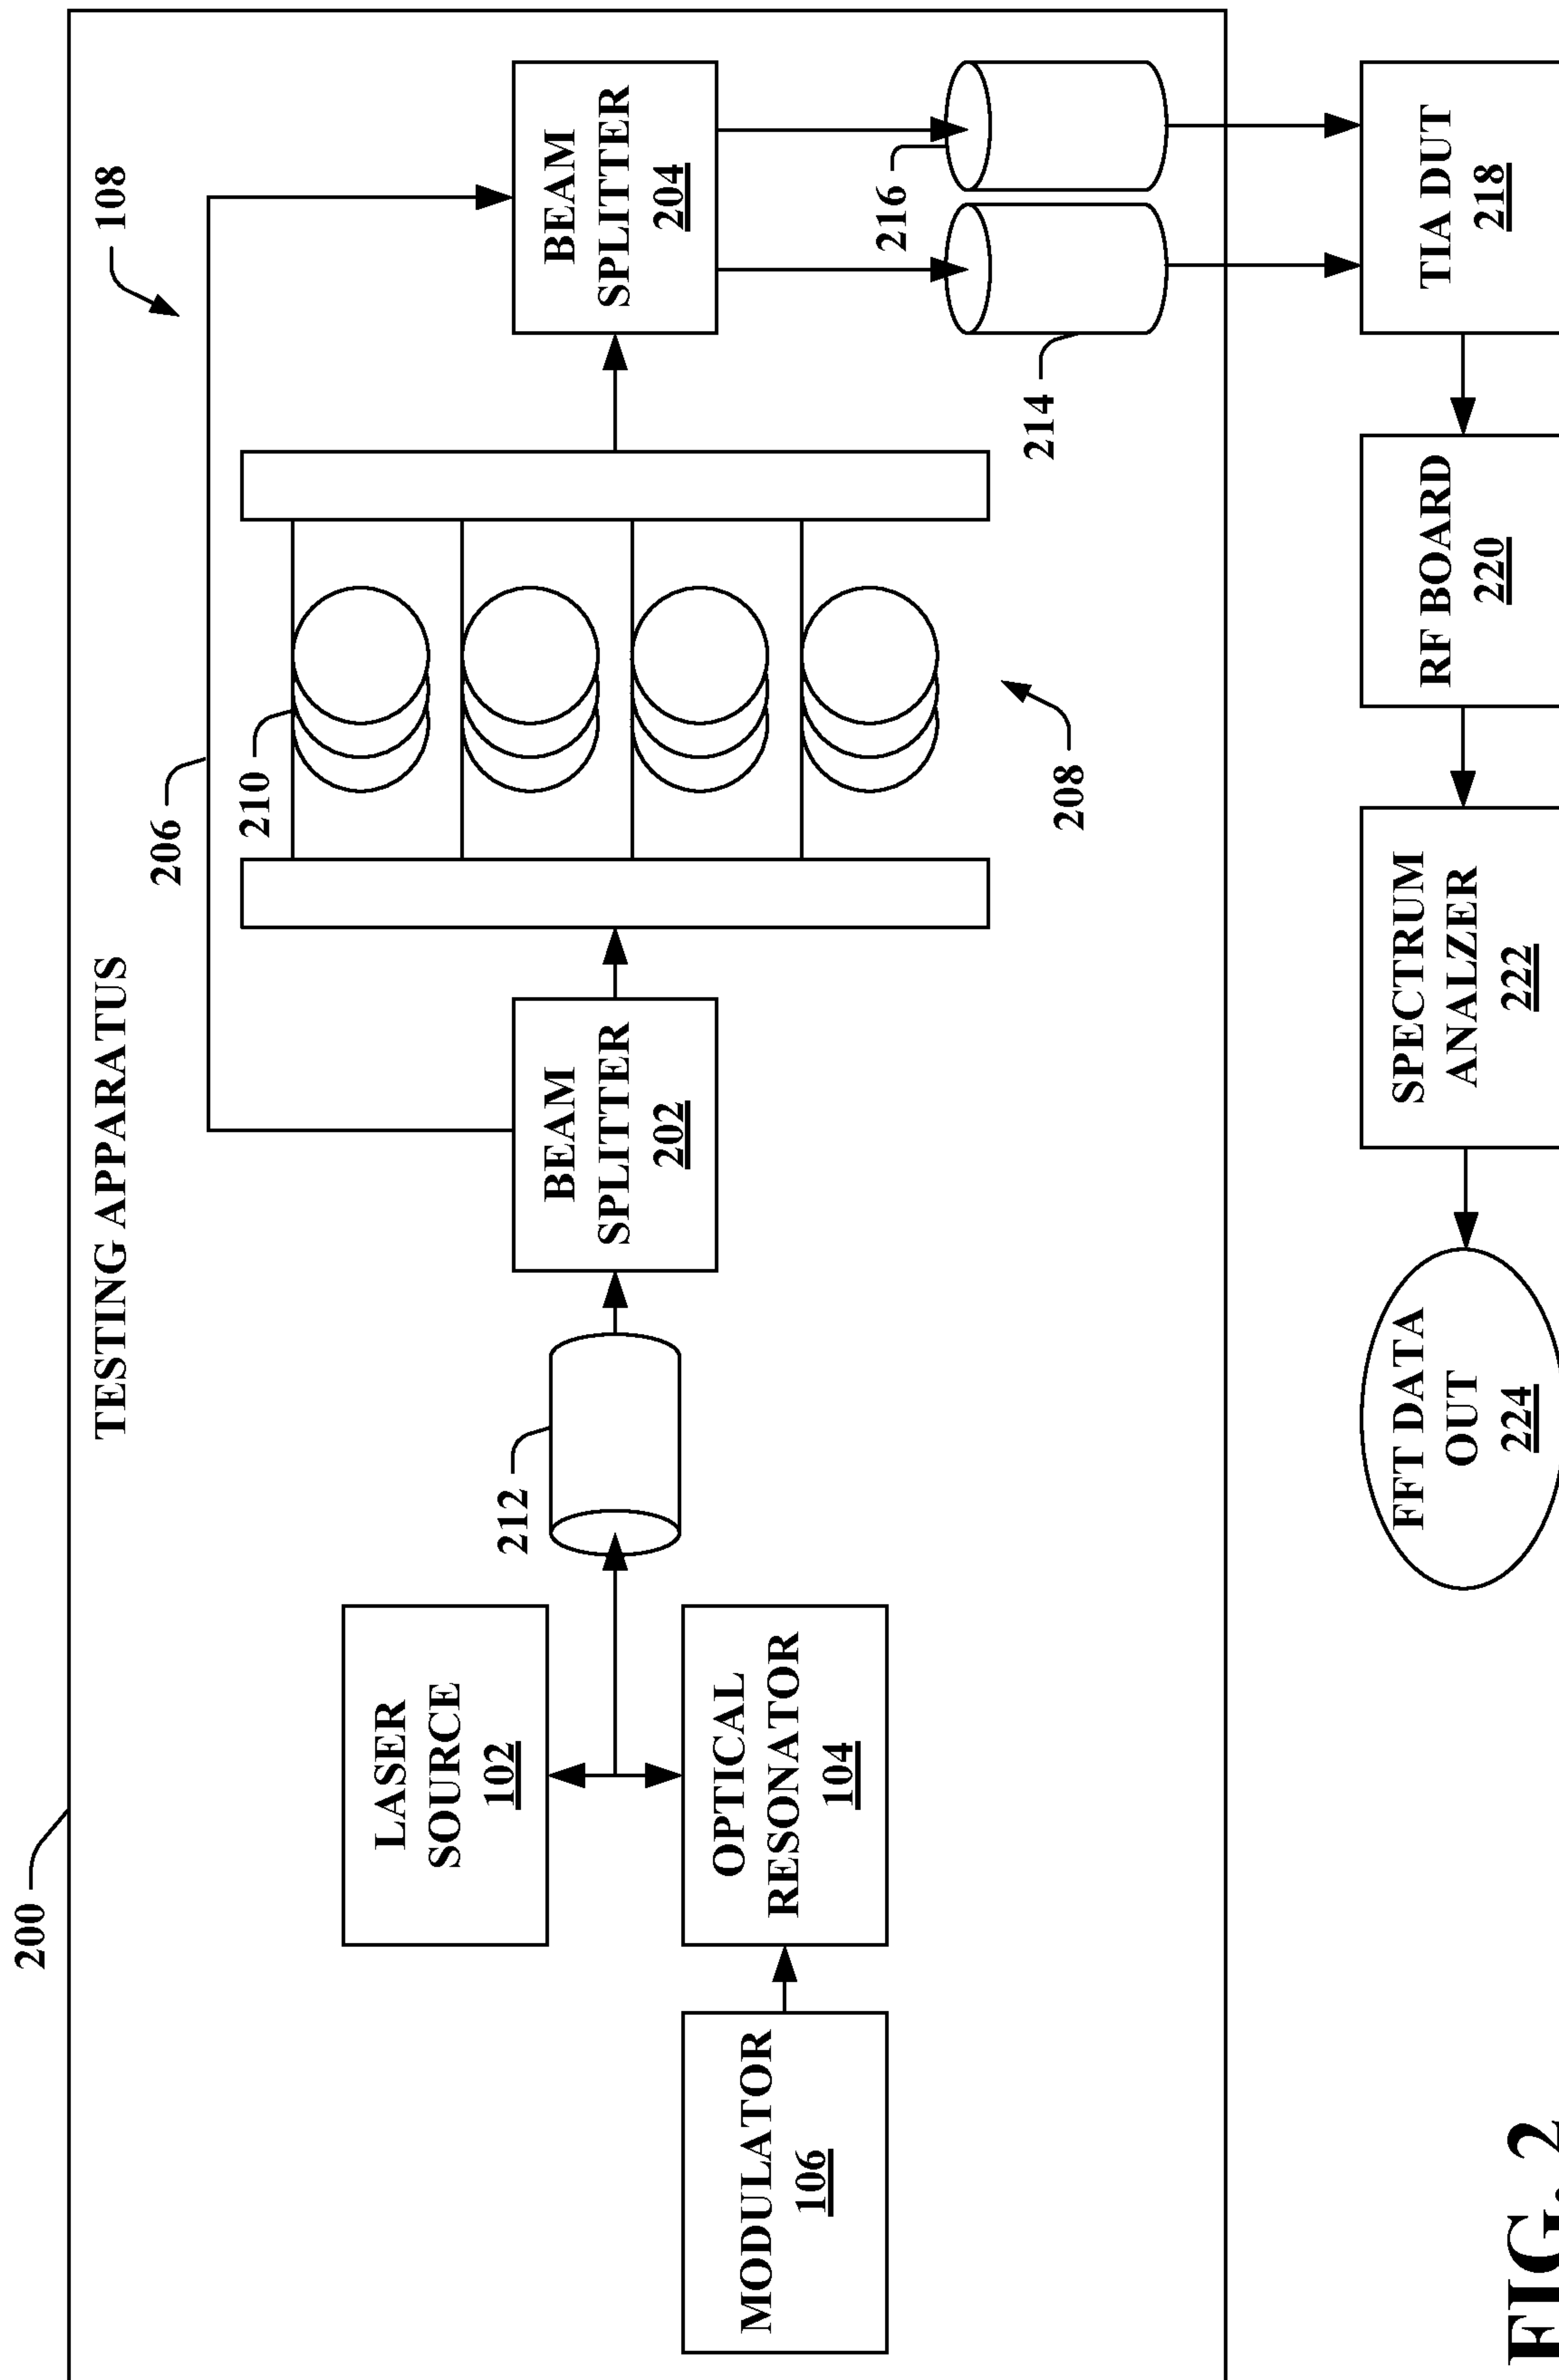 200
TESTING APPARATUS
108
206
210
LASER
SOURCE
102
212
BEAM
SPLITTER
202
BEAM
SPLITTER
204
MODULATOR
106
OPTICAL
RESONATOR
104
208
214
216
FFT DATA
OUT
224
SPECTRUM
ANALZER
222
RF BOARD
220
TIA DUT
218
FIG. 2